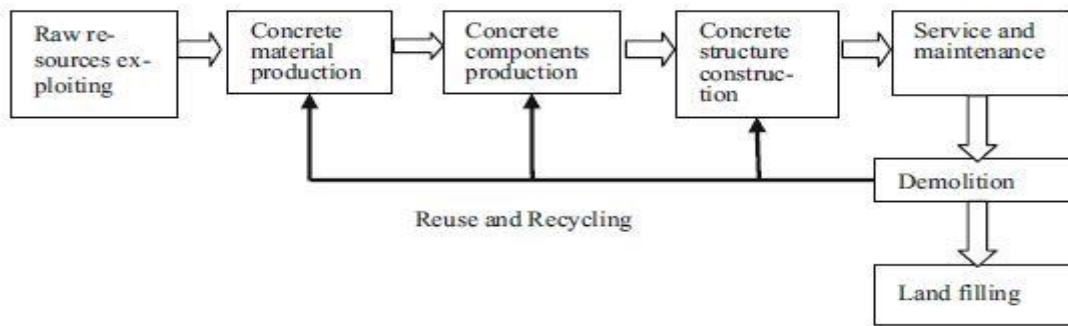 Raw re-
sources ex-
ploiting
Concrete
material
production
Concrete
components
production
Concrete
structure
construc-
tion
Service and
maintenance
Demolition
Reuse and Recycling
Land filling